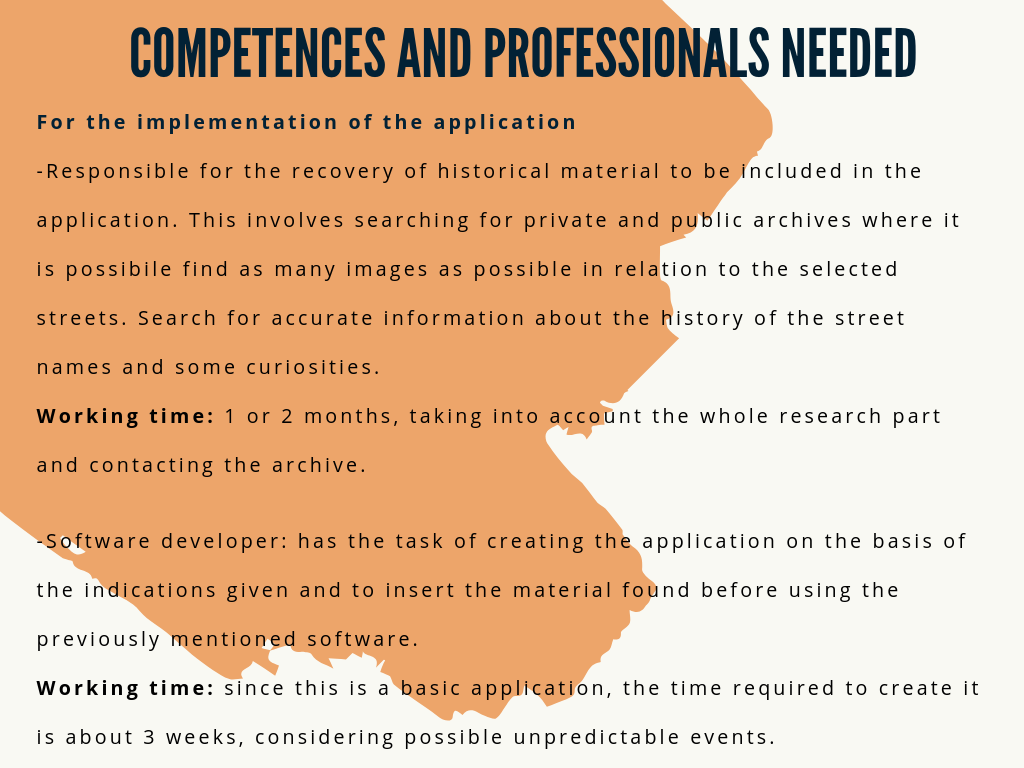 COMPETENCES AND PROFESSIONALS NEEDED
For the implementation of the application
-Responsible for the recovery of historical material to be included in the
application. This involves searching for private and public archives where it
is possibile find as many images as possible in relation to the selected
streets. Search for accurate information about the history of the street
names and some curiosities.
Working time: 1 or 2 months, taking into account the whole research part
and contacting the archive.
-Software developer: has the task of creating the application on the basis of
the indications given and to insert the material found before using the
previously mentioned software.
Working time: since this is a basic application, the time required to create it
is about 3 weeks, considering possible unpredictable events.